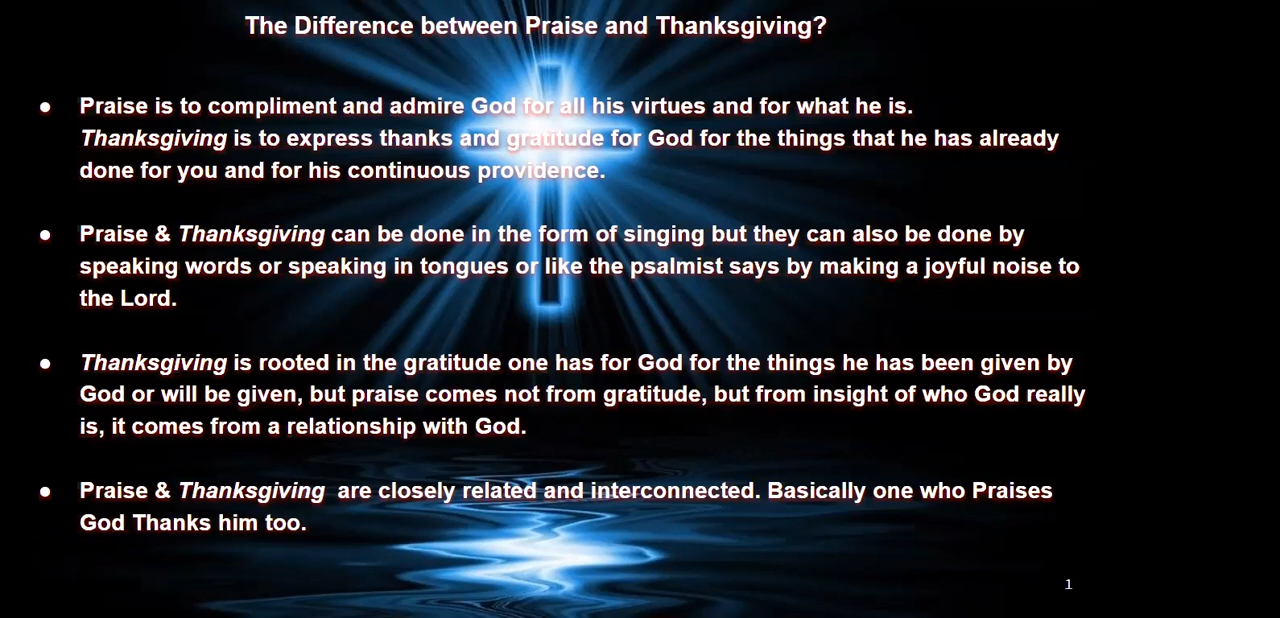 The Difference between Praise and Thanksgiving?
● Praise is to compliment and admire God for all his virtues and for what he is.
Thanksgiving is to express thanks and gratitude for God for the things that he has already
done for you and for his continuous providence.
● Praise & Thanksgiving can be done in the form of singing but they can also be done by
speaking words or speaking in tongues or like the psalmist says by making a joyful noise to
the Lord.
● Thanksgiving is rooted in the gratitude one has for God for the things he has been given by
God or will be given, but praise comes not from gratitude, but from insight of who God really
is, it comes from a relationship with God.
● Praise & Thanksgiving  are closely related and interconnected. Basically one who Praises
God Thanks him too.
1